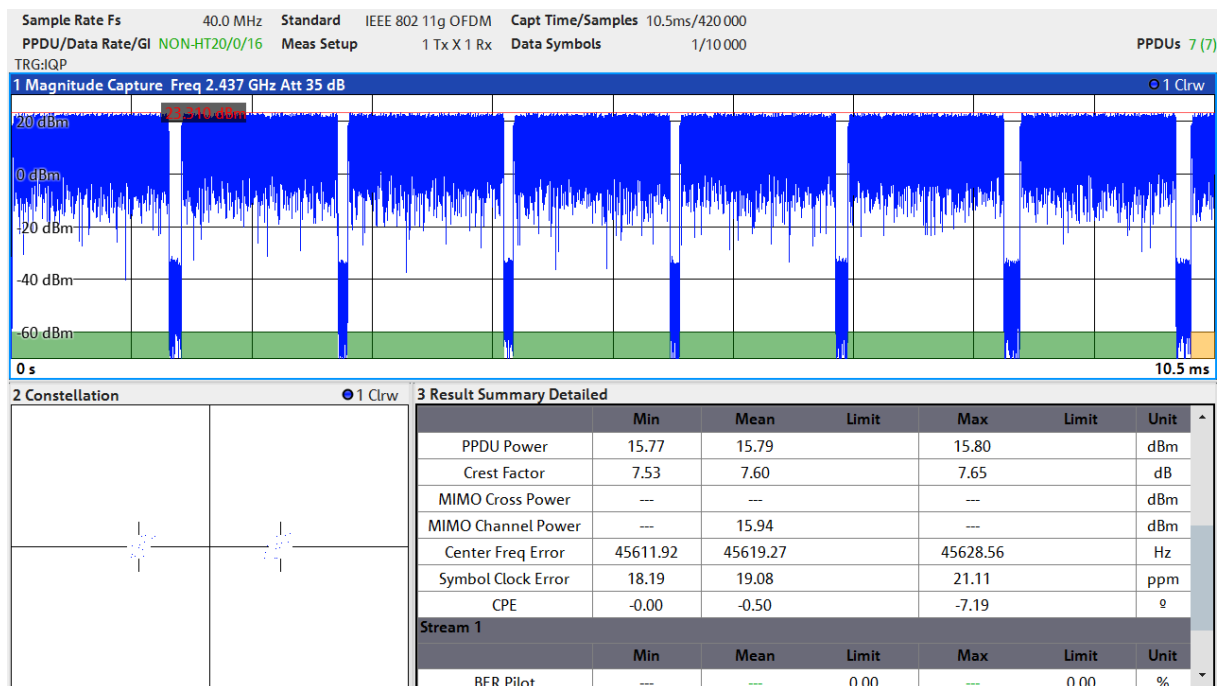 Sample Rate Fs 40.0 MHz Standard IEEE 802 11g OFDM Capt Time/Samples 10.5ms/420 000
PPDU/Data Rate/GI NON-HT20/0/16 Meas Setup 1 Tx X 1 Rx Data Symbols 1/10 000 PPDUs 7 (7)
TRG:IQP
1 Magnitude Capture Freq 2.437 GHz Att 35 dB 1 Clrw
23.310 dBm
20 dBm
0 dBm
-20 dBm
-40 dBm
-60 dBm
0 s 10.5 ms
2 Constellation 1 Clrw 3 Result Summary Detailed
Min Mean Limit Max Limit Unit
PPDU Power 15.77 15.79 15.80 dBm
Crest Factor 7.53 7.60 7.65 dB
MIMO Cross Power --- --- --- dBm
MIMO Channel Power --- 15.94 --- dBm
Center Freq Error 45611.92 45619.27 45628.56 Hz
Symbol Clock Error 18.19 19.08 21.11 ppm
CPE -0.00 -0.50 -7.19 º
Stream 1
Min Mean Limit Max Limit Unit
BER Pilot --- --- 0.00 --- 0.00 %